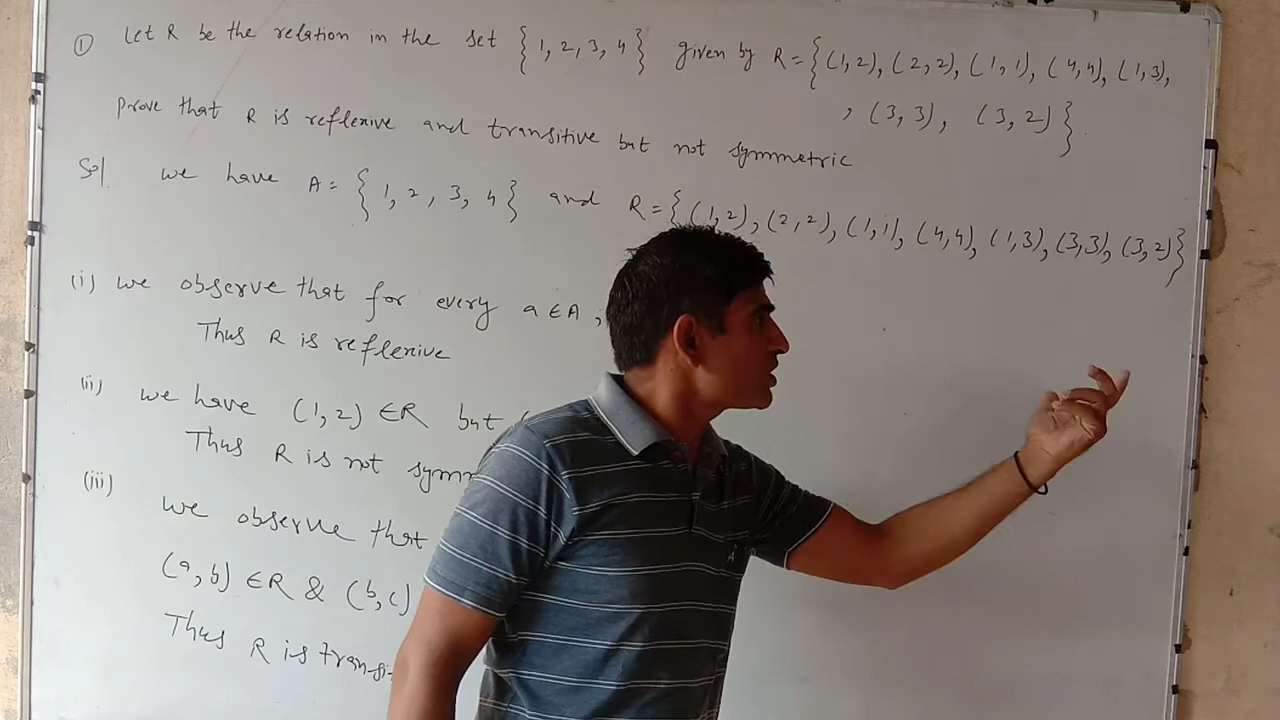 ① Let R be the relation in the set {1, 2, 3, 4} given by R = {(1,2), (2,2), (1,1), (4,4), (1,3),
, (3,3), (3,2)}
Prove that R is reflexive and transitive but not symmetric
Sol. we have A = {1, 2, 3, 4} and R = {(1,2), (2,2), (1,1), (4,4), (1,3), (3,3), (3,2)}
(i) we observe that for every a ∈ A ,
Thus R is reflexive
(ii) we have (1,2) ∈ R but (
Thus R is not symm
(iii)
we observe that
(a,b) ∈ R & (b,c)
Thus R is transi